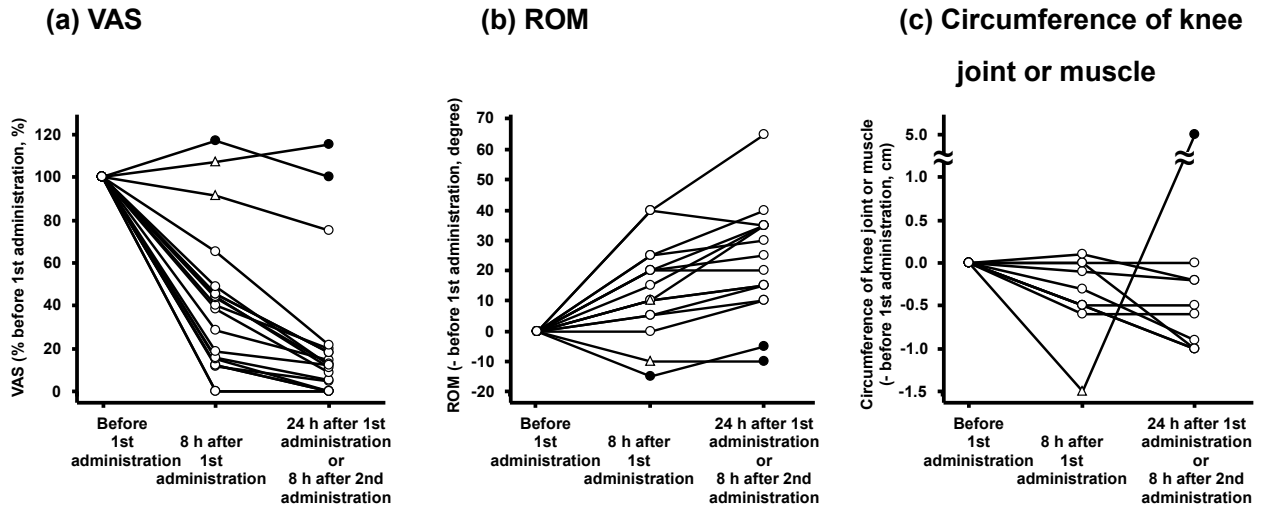 (a) VAS
VAS (% before 1st administration, %)
120
100
80
60
40
20
0
Before
1st
administration
8 h after
1st
administration
24 h after 1st
administration
or
8 h after 2nd
administration
(b) ROM
ROM (- before 1st administration, degree)
70
60
50
40
30
20
10
0
-10
-20
Before
1st
administration
8 h after
1st
administration
24 h after 1st
administration
or
8 h after 2nd
administration
(c) Circumference of knee
joint or muscle
Circumference of knee joint or muscle
(- before 1st administration, cm)
5.0
1.0
0.5
0.0
-0.5
-1.0
-1.5
Before
1st
administration
8 h after
1st
administration
24 h after 1st
administration
or
8 h after 2nd
administration